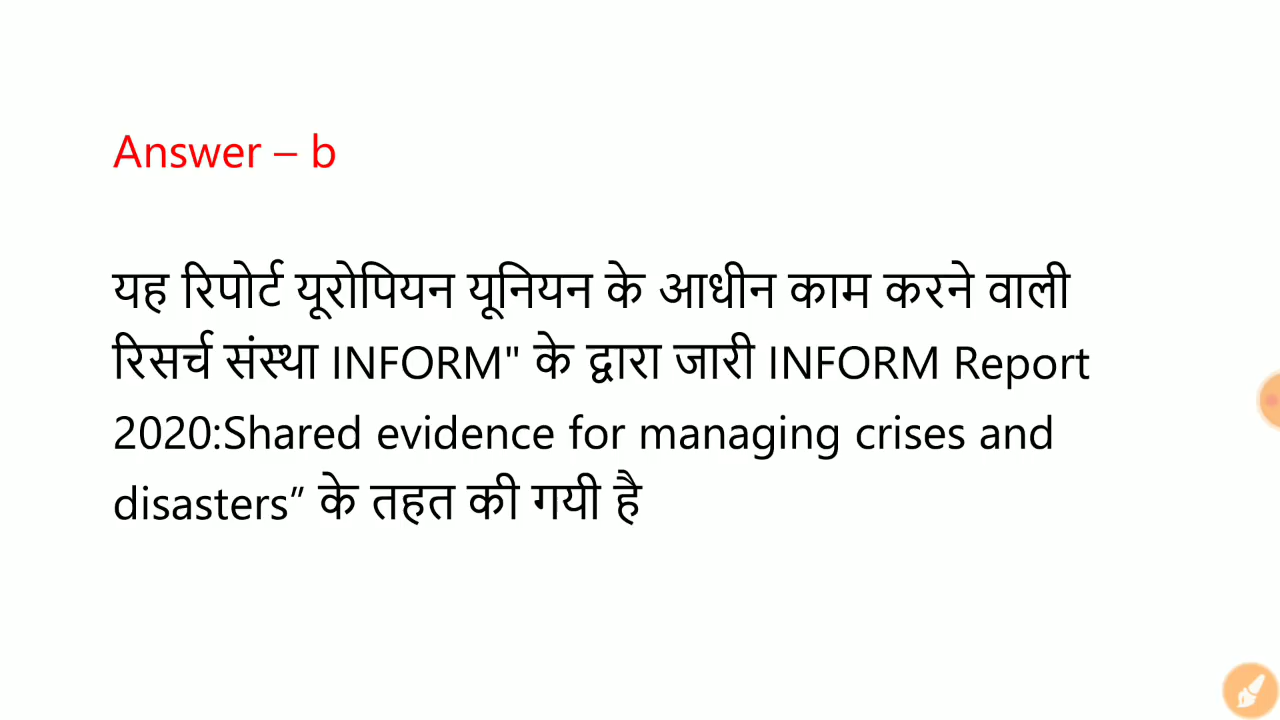 Answer – b
यह रिपोर्ट यूरोपियन यूनियन के आधीन काम करने वाली
रिसर्च संस्था INFORM" के द्वारा जारी INFORM Report
2020:Shared evidence for managing crises and
disasters” के तहत की गयी है